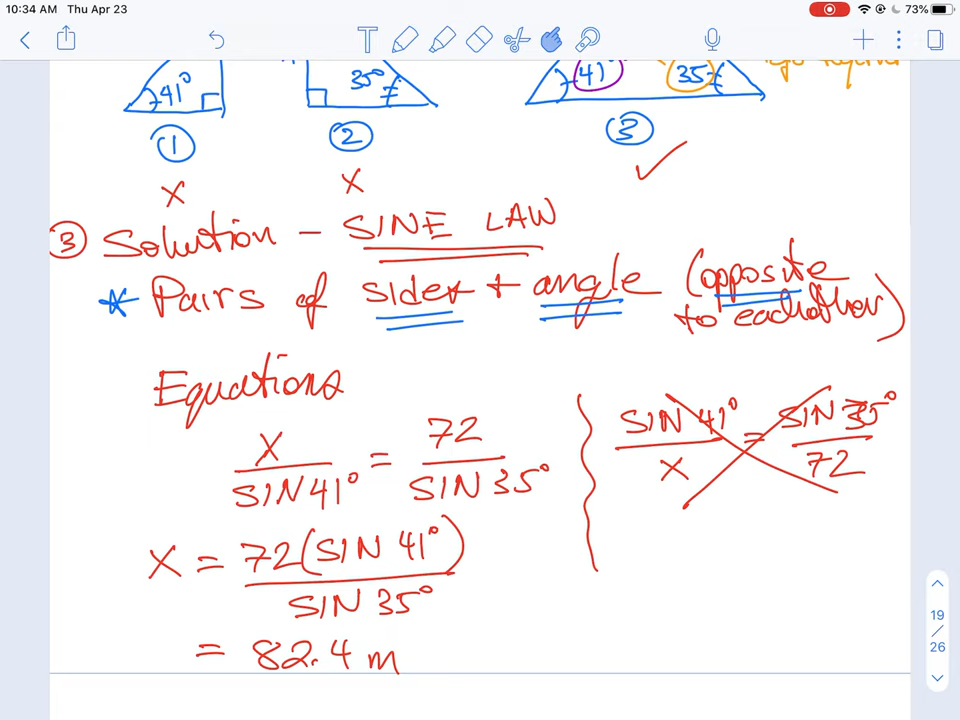 10:34 AM Thu Apr 23
73%
41°
35°
41°
35
1
2
3
x
x
3 Solution - SINE LAW
* Pairs of sides + angle (opposite
to each other)
Equations
x / SIN 41° = 72 / SIN 35°
SIN 41° / x = SIN 35° / 72
x = 72(SIN 41°) / SIN 35°
= 82.4 m
19
/
26